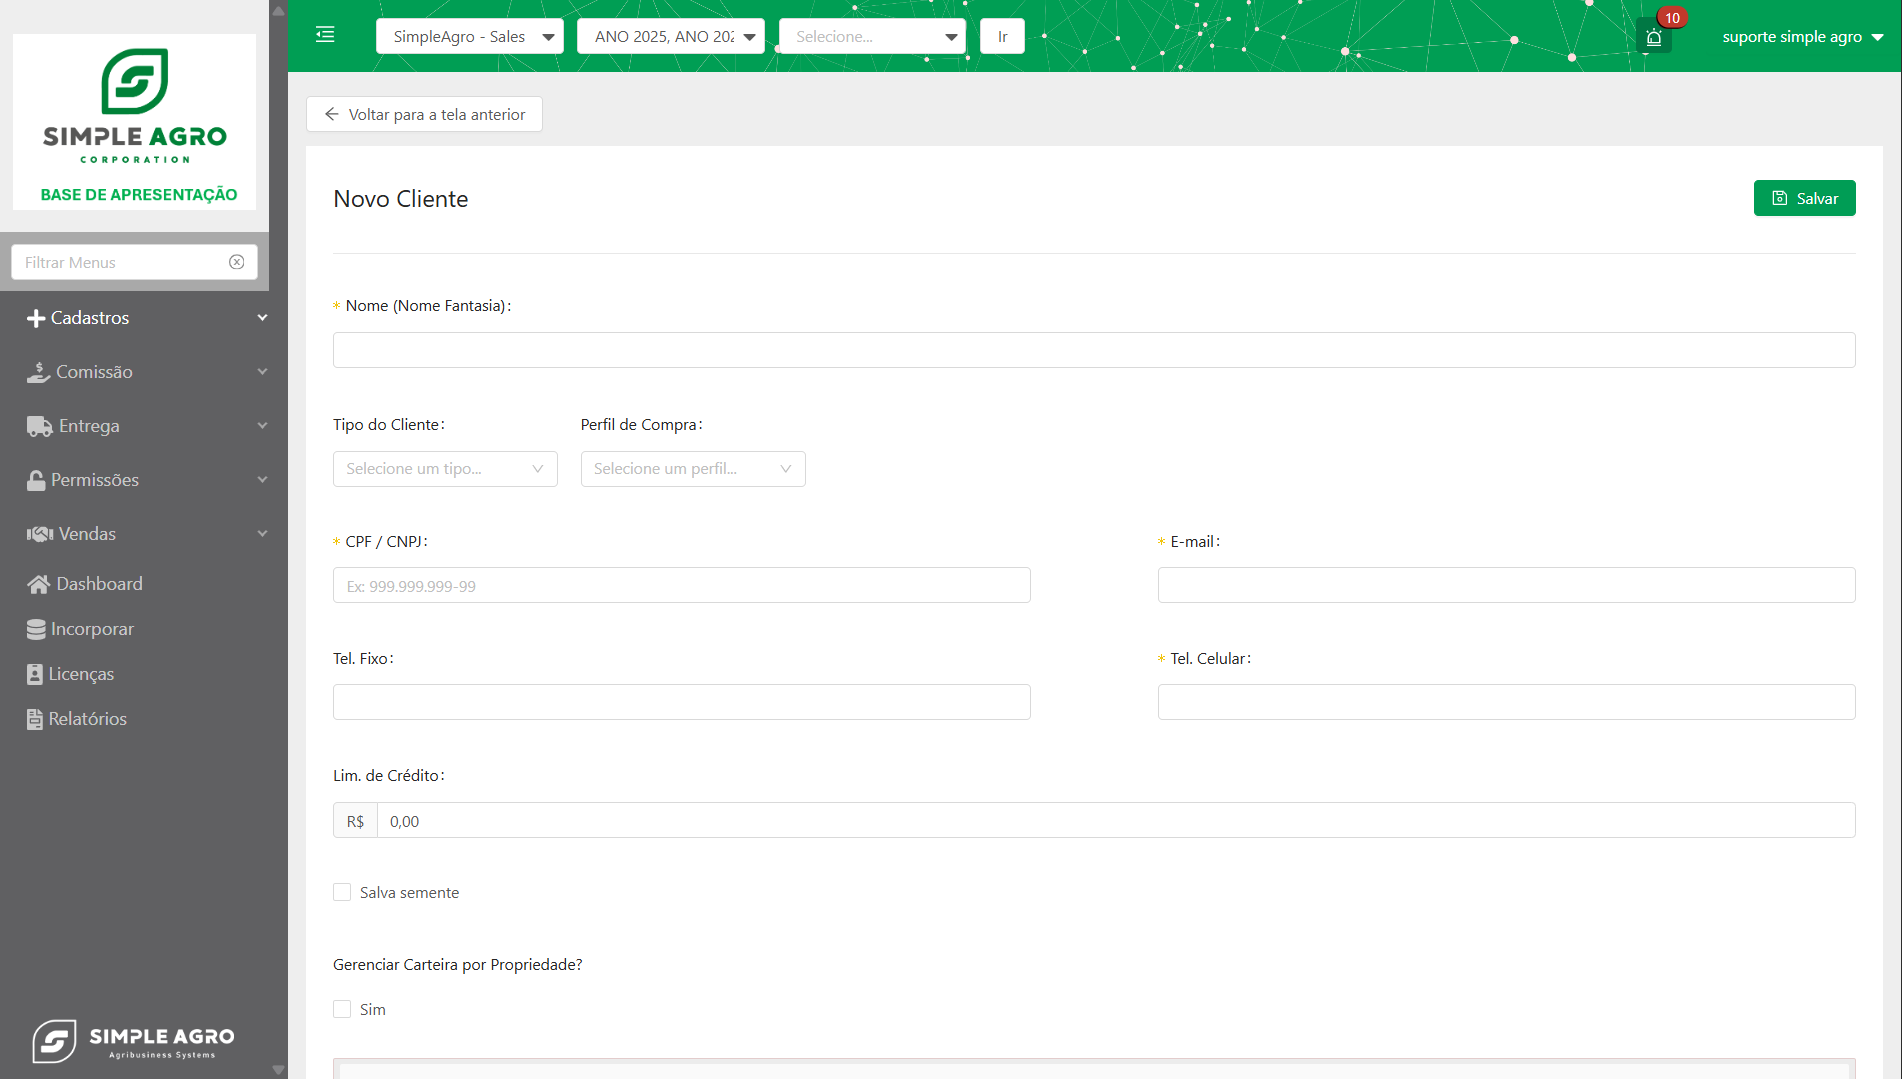 SIMPLE AGRO
CORPORATION
BASE DE APRESENTAÇÃO
Filtrar Menus
Cadastros
Comissão
Entrega
Permissões
Vendas
Dashboard
Incorporar
Licenças
Relatórios
SIMPLE AGRO
Agribusiness Systems
SimpleAgro - Sales
ANO 2025, ANO 202
Selecione...
Ir
10
suporte simple agro
Voltar para a tela anterior
Novo Cliente
Salvar
* Nome (Nome Fantasia):
Tipo do Cliente:
Perfil de Compra:
Selecione um tipo...
Selecione um perfil...
* CPF / CNPJ:
* E-mail:
Ex: 999.999.999-99
Tel. Fixo:
* Tel. Celular:
Lim. de Crédito:
R$ 0,00
Salva semente
Gerenciar Carteira por Propriedade?
Sim